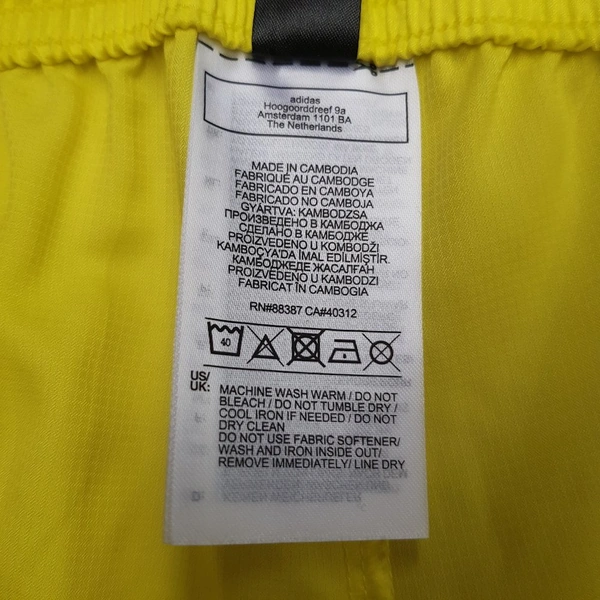 adidas
Hoogoorddreef 9a
Amsterdam 1101 BA
The Netherlands
MADE IN CAMBODIA
FABRIQUÉ AU CAMBODGE
FABRICADO EN CAMBOYA
FABRICADO NO CAMBOJA
GYÁRTVA: KAMBODZSA
ПРОИЗВЕДЕНО В КАМБОДЖА
СДЕЛАНО В КАМБОДЖЕ
PROIZVEDENO U KOMBODŽI
KAMBOÇYA'DA İMAL EDİLMİŞTİR.
КАМБОДЖЕДЕ ЖАСАЛҒАН
PROIZVEDENO U KAMBODZI
FABRICAT ÎN CAMBOGIA
RN#88387 CA#40312
40
US/
UK:
MACHINE WASH WARM / DO NOT
BLEACH / DO NOT TUMBLE DRY /
COOL IRON IF NEEDED / DO NOT
DRY CLEAN
DO NOT USE FABRIC SOFTENER/
WASH AND IRON INSIDE OUT/
REMOVE IMMEDIATELY/ LINE DRY